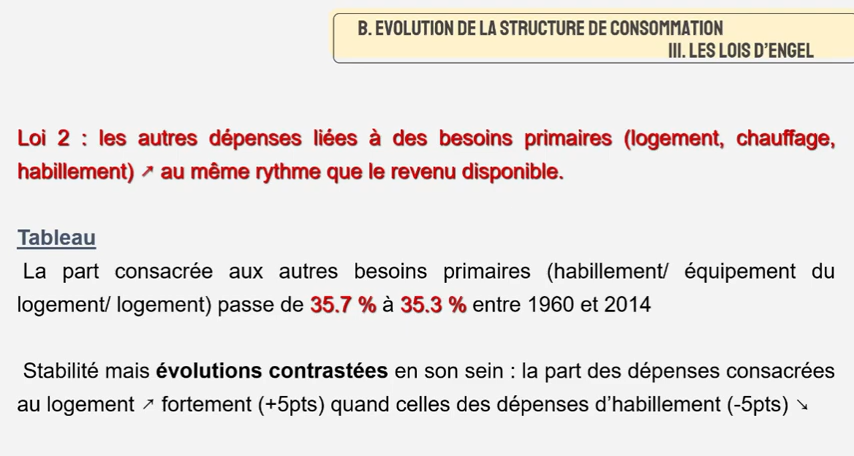 B. EVOLUTION DE LA STRUCTURE DE CONSOMMATION
III. LES LOIS D'ENGEL
Loi 2 : les autres dépenses liées à des besoins primaires (logement, chauffage,
habillement) ↗ au même rythme que le revenu disponible.
Tableau
La part consacrée aux autres besoins primaires (habillement/ équipement du
logement/ logement) passe de 35.7 % à 35.3 % entre 1960 et 2014
Stabilité mais évolutions contrastées en son sein : la part des dépenses consacrées
au logement ↗ fortement (+5pts) quand celles des dépenses d'habillement (-5pts) ↘